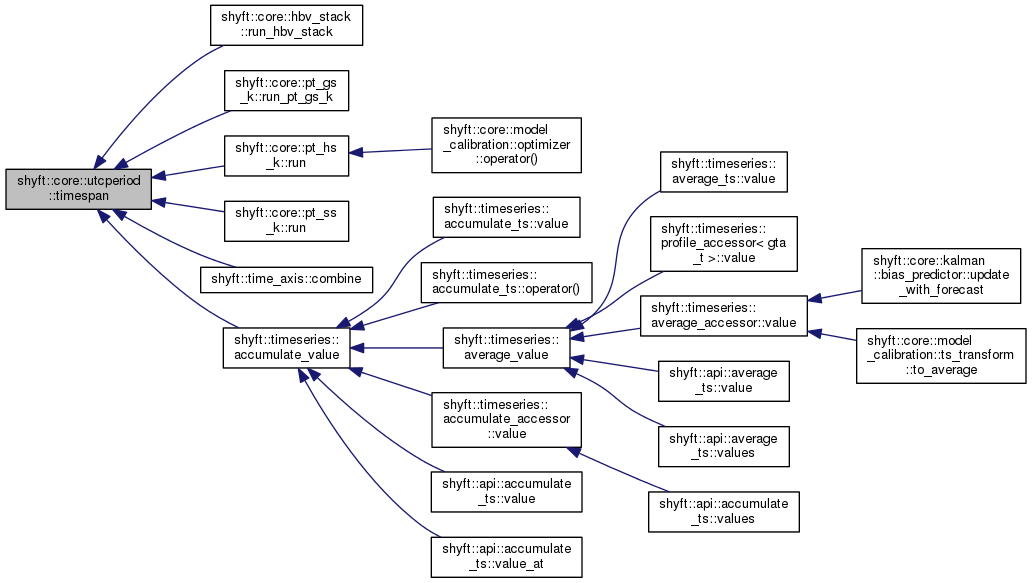 shyft::core::hbv_stack
::run_hbv_stack
shyft::core::pt_gs
_k::run_pt_gs_k
shyft::core::pt_hs
_k::run
shyft::core::model
_calibration::optimizer
::operator()
shyft::core::utcperiod
::timespan
shyft::core::pt_ss
_k::run
shyft::time_axis::combine
shyft::timeseries::
accumulate_value
shyft::timeseries::
accumulate_ts::value
shyft::timeseries::
accumulate_ts::operator()
shyft::timeseries::
average_value
shyft::timeseries::
accumulate_accessor
::value
shyft::api::accumulate
_ts::value
shyft::api::accumulate
_ts::value_at
shyft::timeseries::
average_ts::value
shyft::timeseries::
profile_accessor< gta
_t >::value
shyft::timeseries::
average_accessor::value
shyft::api::average
_ts::value
shyft::api::average
_ts::values
shyft::api::accumulate
_ts::values
shyft::core::kalman
::bias_predictor::update
_with_forecast
shyft::core::model
_calibration::ts_transform
::to_average